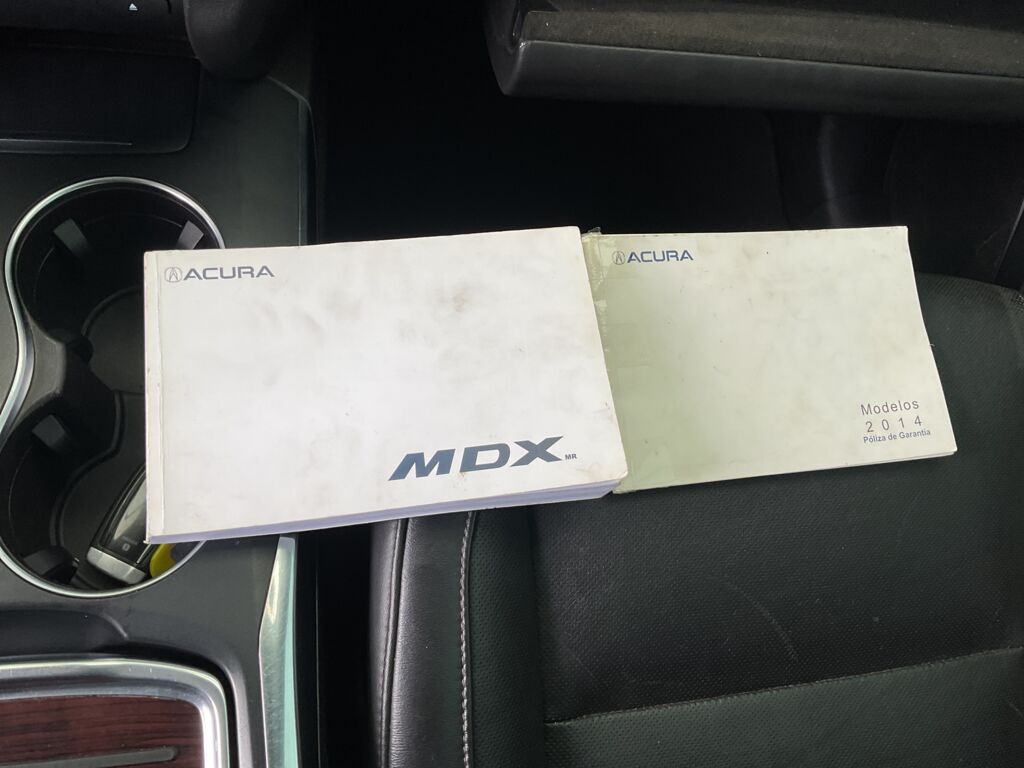 ACURA
MDX MR
ACURA
Modelos
2014
Póliza de Garantía